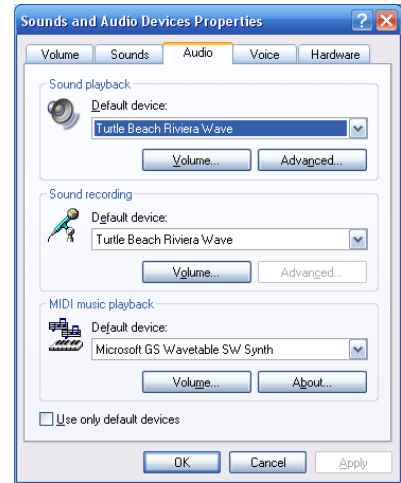 Sounds and Audio Devices Properties
Volume Sounds Audio Voice Hardware
Sound playback
Default device:
Turtle Beach Riviera Wave
Volume... Advanced...
Sound recording
Default device:
Turtle Beach Riviera Wave
Volume... Advanced...
MIDI music playback
Default device:
Microsoft GS Wavetable SW Synth
Volume... About...
Use only default devices
OK Cancel Apply